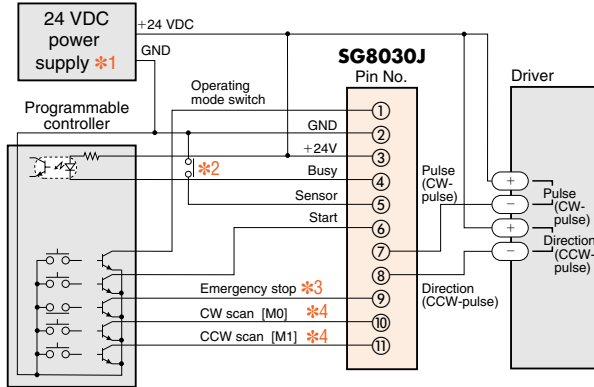 24 VDC
power
supply *1
+24 VDC
GND
SG8030J
Pin No.
Driver
Programmable
controller
Operating
mode switch
GND
+24V
*2
Busy
Sensor
Start
Emergency stop *3
CW scan [M0] *4
CCW scan [M1] *4
1
2
3
4
5
6
7
8
9
10
11
Pulse
(CW-
pulse)
Direction
(CCW-pulse)
+
−
+
−
Pulse
(CW-
pulse)
Direction
(CCW-
pulse)